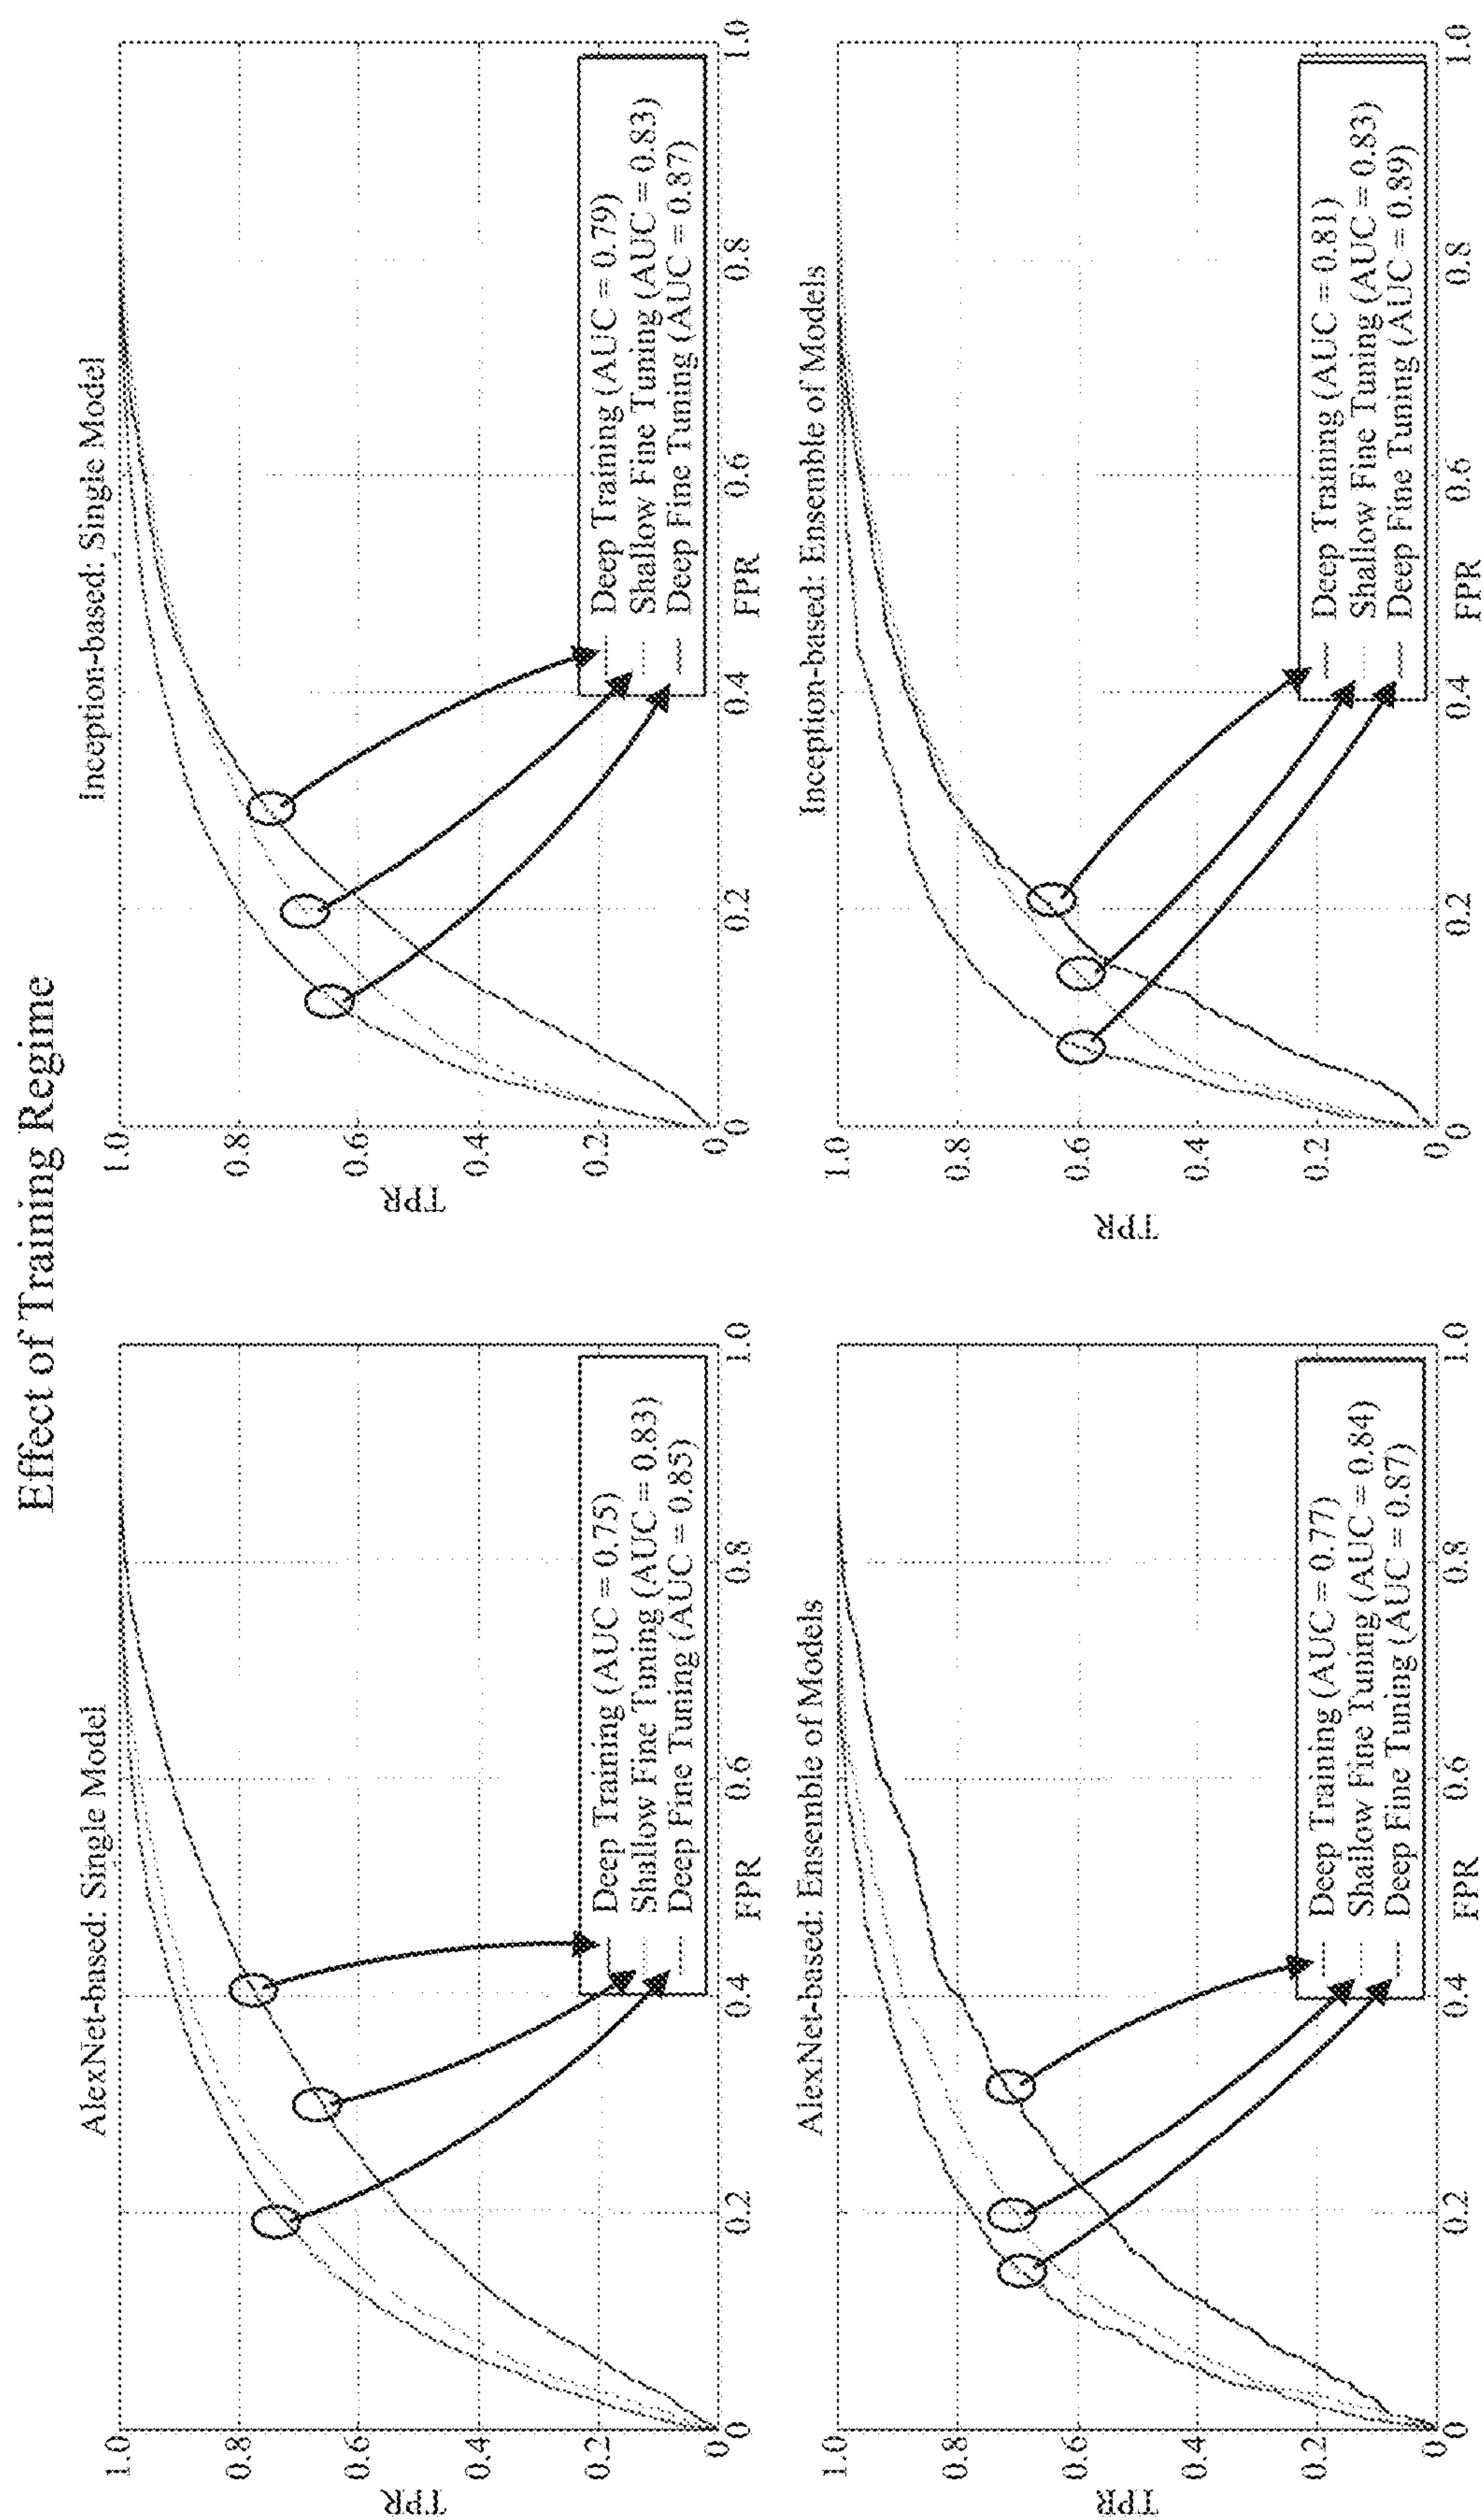 Effect of Training Regime
AlexNet-based: Single Model
TPR
1.0
0.8
0.6
0.4
0.2
0
Deep Training (AUC = 0.75)
Shallow Fine Tuning (AUC = 0.83)
Deep Fine Tuning (AUC = 0.85)
0
0.2
0.4
FPR
0.6
0.8
1.0
Inception-based: Single Model
TPR
1.0
0.8
0.6
0.4
0.2
0
Deep Training (AUC = 0.79)
Shallow Fine Tuning (AUC = 0.83)
Deep Fine Tuning (AUC = 0.87)
0
0.2
0.4
FPR
0.6
0.8
1.0
AlexNet-based: Ensemble of Models
TPR
1.0
0.8
0.6
0.4
0.2
0
Deep Training (AUC = 0.77)
Shallow Fine Tuning (AUC = 0.84)
Deep Fine Tuning (AUC = 0.87)
0
0.2
0.4
FPR
0.6
0.8
1.0
Inception-based: Ensemble of Models
TPR
1.0
0.8
0.6
0.4
0.2
0
Deep Training (AUC = 0.81)
Shallow Fine Tuning (AUC = 0.83)
Deep Fine Tuning (AUC = 0.89)
0
0.2
0.4
FPR
0.6
0.8
1.0